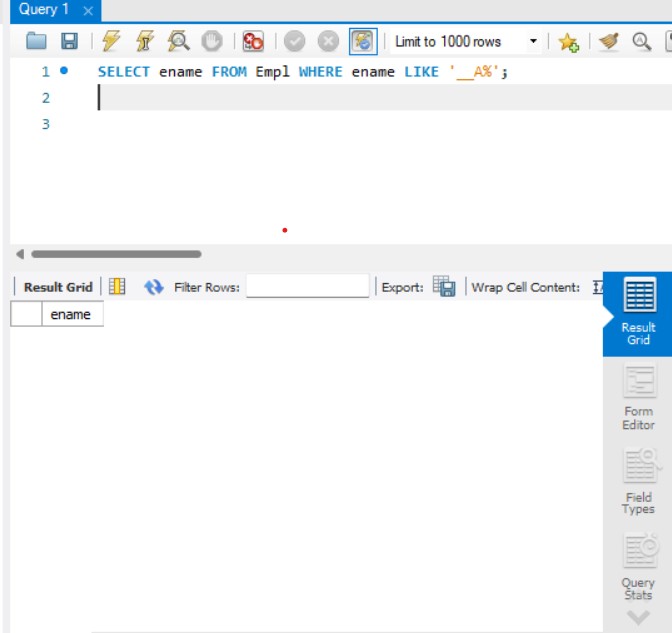 Query 1
Limit to 1000 rows
1 SELECT ename FROM Empl WHERE ename LIKE '__A%';
2
3
Result Grid Filter Rows: Export: Wrap Cell Content:
ename
Result
Grid
Form
Editor
Field
Types
Query
Stats